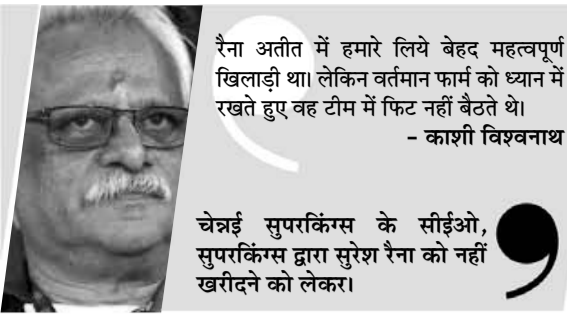 रैना अतीत में हमारे लिये बेहद महत्वपूर्ण
खिलाड़ी था। लेकिन वर्तमान फार्म को ध्यान में
रखते हुए वह टीम में फिट नहीं बैठते थे।
- काशी विश्वनाथ
चेन्नई सुपरकिंग्स के सीईओ,
सुपरकिंग्स द्वारा सुरेश रैना को नहीं
खरीदने को लेकर।